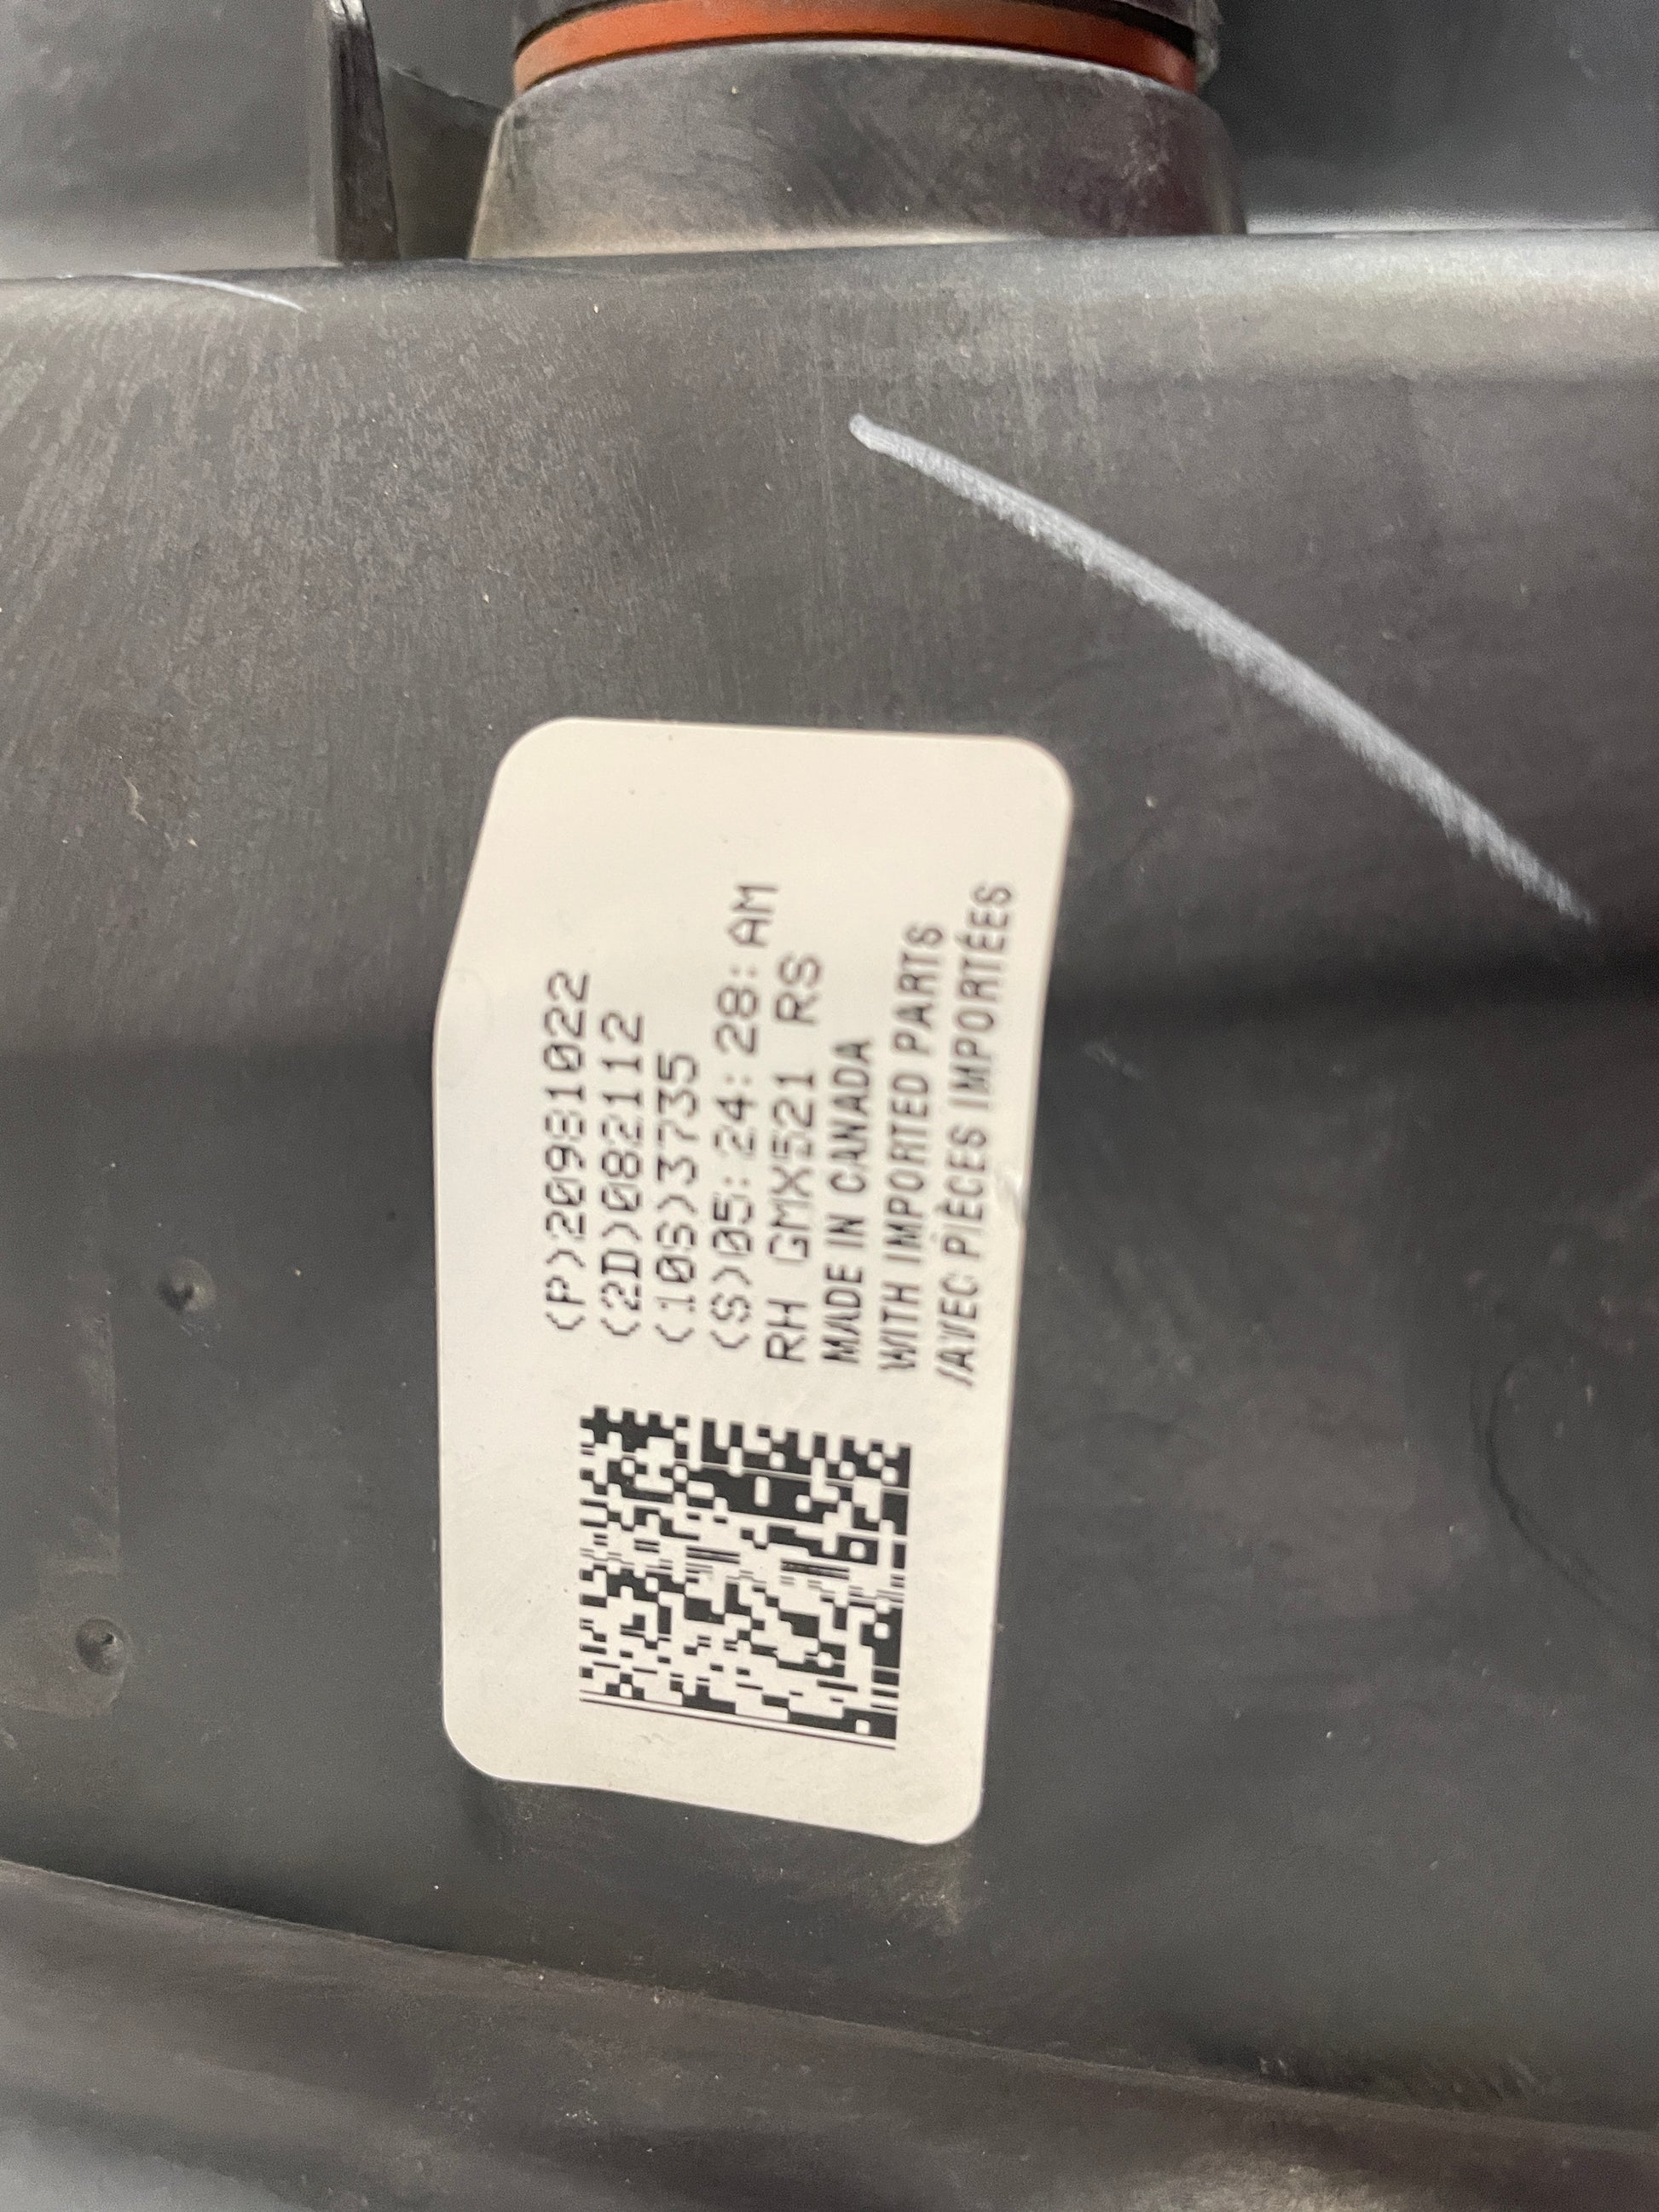 (P)20981022
(2D)082112
(10S)3735
(S)05:24:28:AM
RH GMX521 RS
MADE IN CANADA
WITH IMPORTED PARTS
/AVEC PIÈCES IMPORTÉES